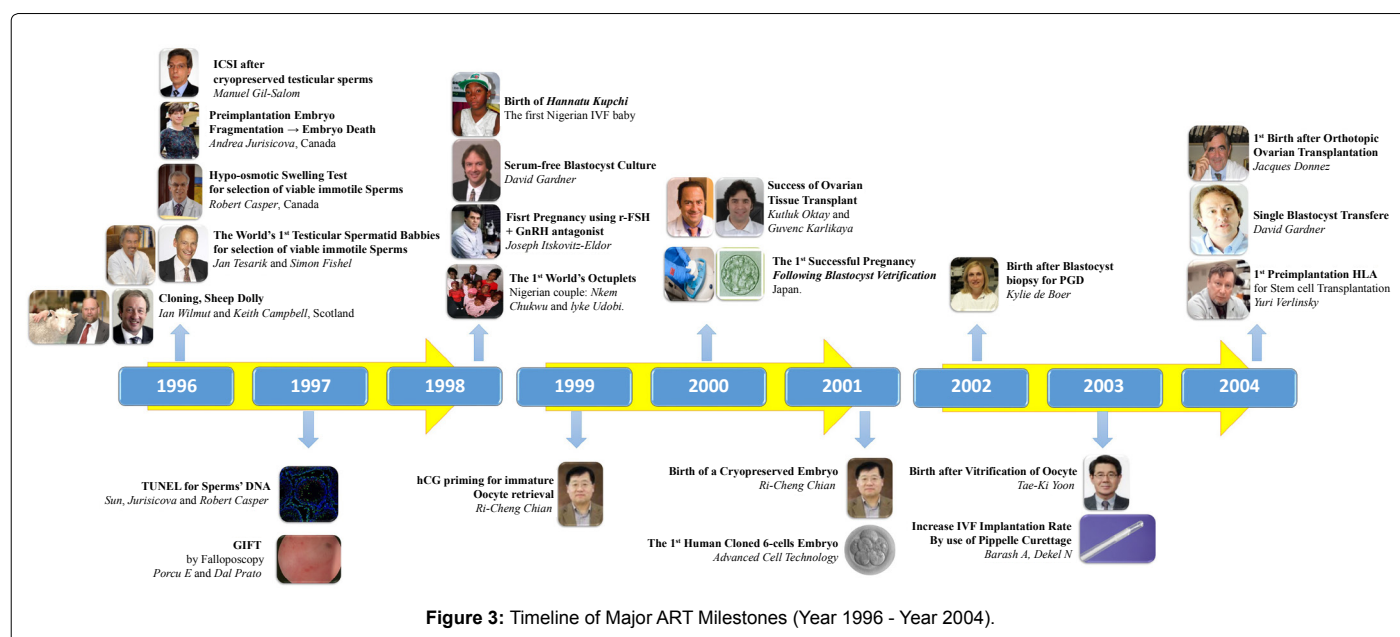 ICSI after
cryopreserved testicular sperms
Manuel Gil-Salom
Preimplantation Embryo
Fragmentation → Embryo Death
Andrea Jurisicova, Canada
Hypo-osmotic Swelling Test
for selection of viable immotile Sperms
Robert Casper, Canada
The World's 1st Testicular Spermatid Babbies
for selection of viable immotile Sperms
Jan Tesarik and Simon Fishel
Cloning, Sheep Dolly
Ian Wilmut and Keith Campbell, Scotland
Birth of Hannatu Kupchi
The first Nigerian IVF baby
Serum-free Blastocyst Culture
David Gardner
Fisrt Pregnancy using r-FSH
+ GnRH antagonist
Joseph Itskovitz-Eldor
The 1st World's Octuplets
Nigerian couple: Nkem
Chukwu and lyke Udobi.
Success of Ovarian
Tissue Transplant
Kutluk Oktay and
Guvenc Karlikaya
The 1st Successful Pregnancy
Following Blastocyst Vetrification
Japan.
Birth after Blastocyst
biopsy for PGD
Kylie de Boer
1st Birth after Orthotopic
Ovarian Transplantation
Jacques Donnez
Single Blastocyst Transfere
David Gardner
1st Preimplantation HLA
for Stem cell Transplantation
Yuri Verlinsky
1996
1997
1998
1999
2000
2001
2002
2003
2004
TUNEL for Sperms' DNA
Sun, Jurisicova and Robert Casper
GIFT
by Falloposcopy
Porcu E and Dal Prato
hCG priming for immature
Oocyte retrieval
Ri-Cheng Chian
Birth of a Cryopreserved Embryo
Ri-Cheng Chian
The 1st Human Cloned 6-cells Embryo
Advanced Cell Technology
Birth after Vitrification of Oocyte
Tae-Ki Yoon
Increase IVF Implantation Rate
By use of Pippelle Curettage
Barash A, Dekel N
Figure 3: Timeline of Major ART Milestones (Year 1996 - Year 2004).